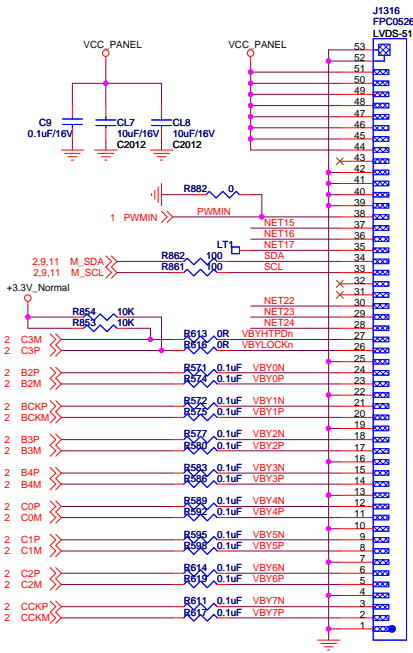 J1316
FPC0526
LVDS-51
VCC_PANEL VCC_PANEL
53
52
51
50
49
48
47
46
45
44
43
42
41
40
39
38
37
36
35
34
33
32
31
30
29
28
27
26
25
24
23
22
21
20
19
18
17
16
15
14
13
12
11
10
9
8
7
6
5
4
3
2
1
C9
0.1uF/16V
CL7
10uF/16V
C2012
CL8
10uF/16V
C2012
R882 0
1 PWMIN PWMIN
NET15
NET16
LT1 NET17
2,9,11 M_SDA R862 100 SDA
2,9,11 M_SCL R861 100 SCL
+3.3V_Normal
NET22
NET23
NET24
R854 10K
R853 10K
2 C3M R613 0R VBYHTPDn
2 C3P R616 0R VBYLOCKn
2 B2P R571 0.1uF VBY0N
2 B2M R574 0.1uF VBY0P
2 BCKP R572 0.1uF VBY1N
2 BCKM R575 0.1uF VBY1P
2 B3P R577 0.1uF VBY2N
2 B3M R580 0.1uF VBY2P
2 B4P R583 0.1uF VBY3N
2 B4M R586 0.1uF VBY3P
2 C0P R589 0.1uF VBY4N
2 C0M R592 0.1uF VBY4P
2 C1P R595 0.1uF VBY5N
2 C1M R598 0.1uF VBY5P
2 C2P R614 0.1uF VBY6N
2 C2M R619 0.1uF VBY6P
2 CCKP R611 0.1uF VBY7N
2 CCKM R617 0.1uF VBY7P